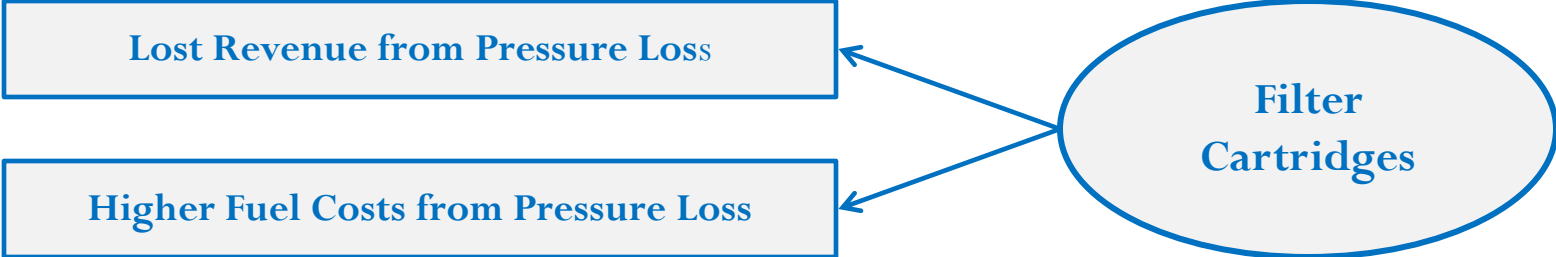 Lost Revenue from Pressure Loss
Higher Fuel Costs from Pressure Loss
Filter
Cartridges